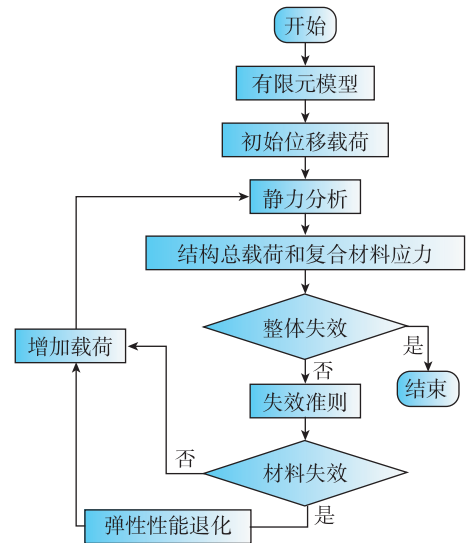 开始
有限元模型
初始位移载荷
静力分析
结构总载荷和复合材料应力
整体失效
是
增加载荷
否
结束
失效准则
否
材料失效
是
弹性性能退化